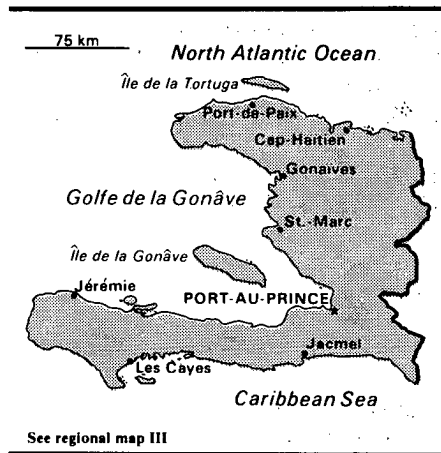 75 km
North Atlantic Ocean
Île de la Tortuga
Port-de-Paix
Cap-Haïtien
Gonaives
Golfe de la Gonâve
St.-Marc
Île de la Gonâve
Jérémie
PORT-AU-PRINCE
Jacmel
Les Cayes
Caribbean Sea
See regional map III